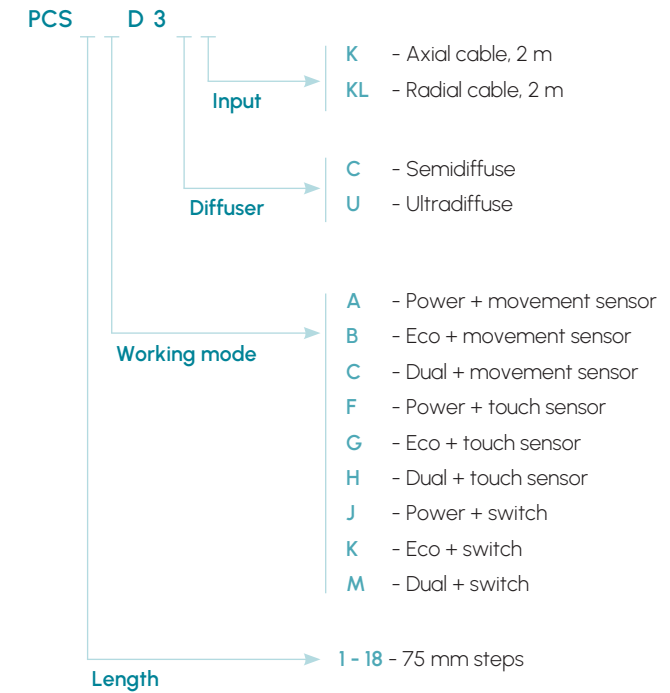 PCS D 3
K - Axial cable, 2 m
KL - Radial cable, 2 m
Input
C - Semidiffuse
U - Ultradiffuse
Diffuser
A - Power + movement sensor
B - Eco + movement sensor
C - Dual + movement sensor
F - Power + touch sensor
G - Eco + touch sensor
H - Dual + touch sensor
J - Power + switch
K - Eco + switch
M - Dual + switch
Working mode
1 - 18 - 75 mm steps
Length